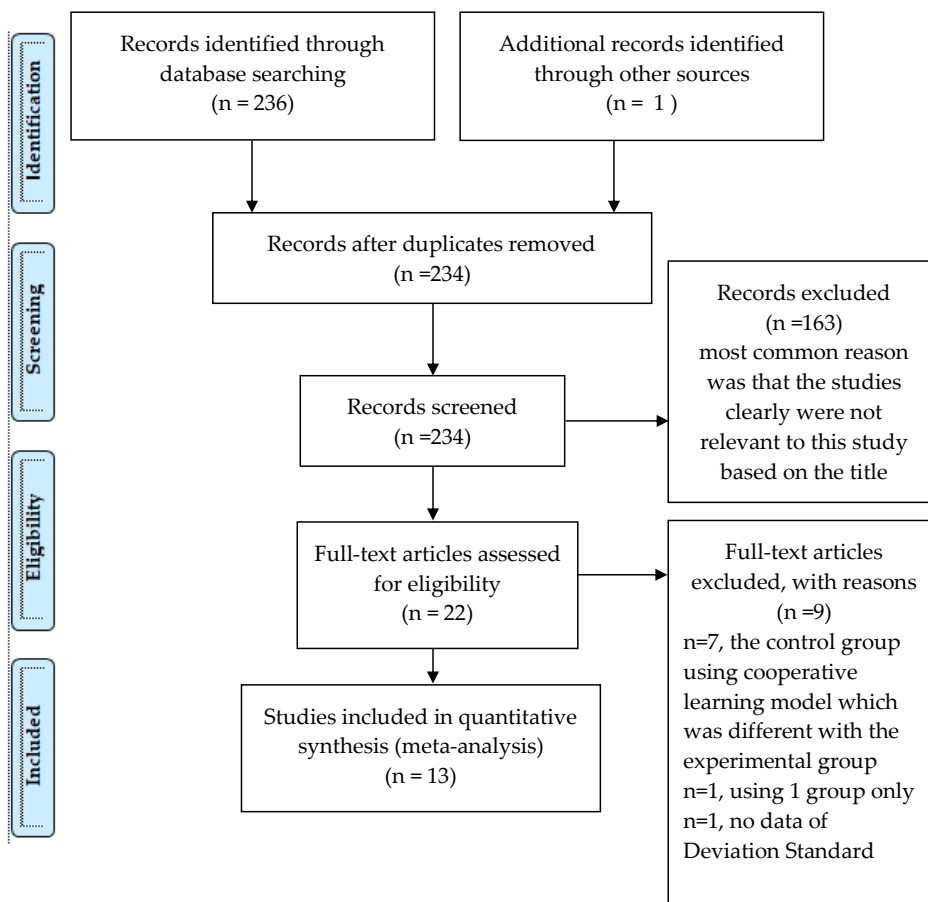 Identification
Records identified through
database searching
(n = 236)
Additional records identified
through other sources
(n = 1 )
Records after duplicates removed
(n =234)
Screening
Records screened
(n =234)
Records excluded
(n =163)
most common reason
was that the studies
clearly were not
relevant to this study
based on the title
Eligibility
Full-text articles assessed
for eligibility
(n = 22)
Full-text articles
excluded, with reasons
(n =9)
n=7, the control group
using cooperative
learning model which
was different with the
experimental group
n=1, using 1 group only
n=1, no data of
Deviation Standard
Included
Studies included in quantitative
synthesis (meta-analysis)
(n = 13)